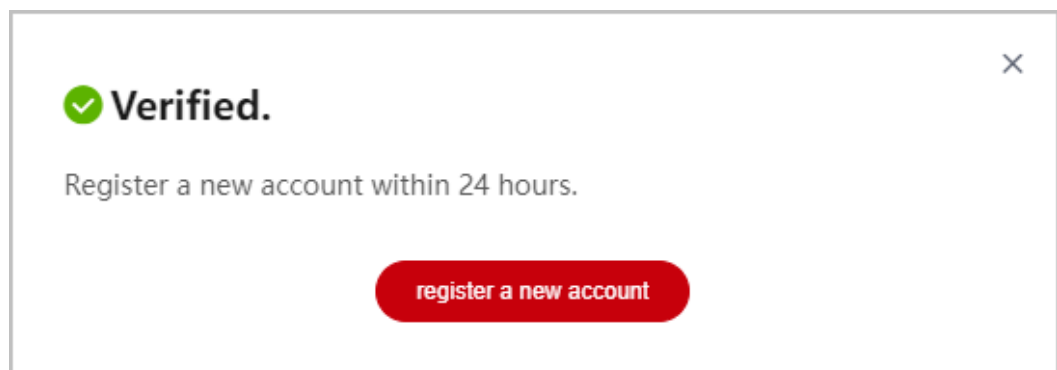 Verified.
Register a new account within 24 hours.
register a new account